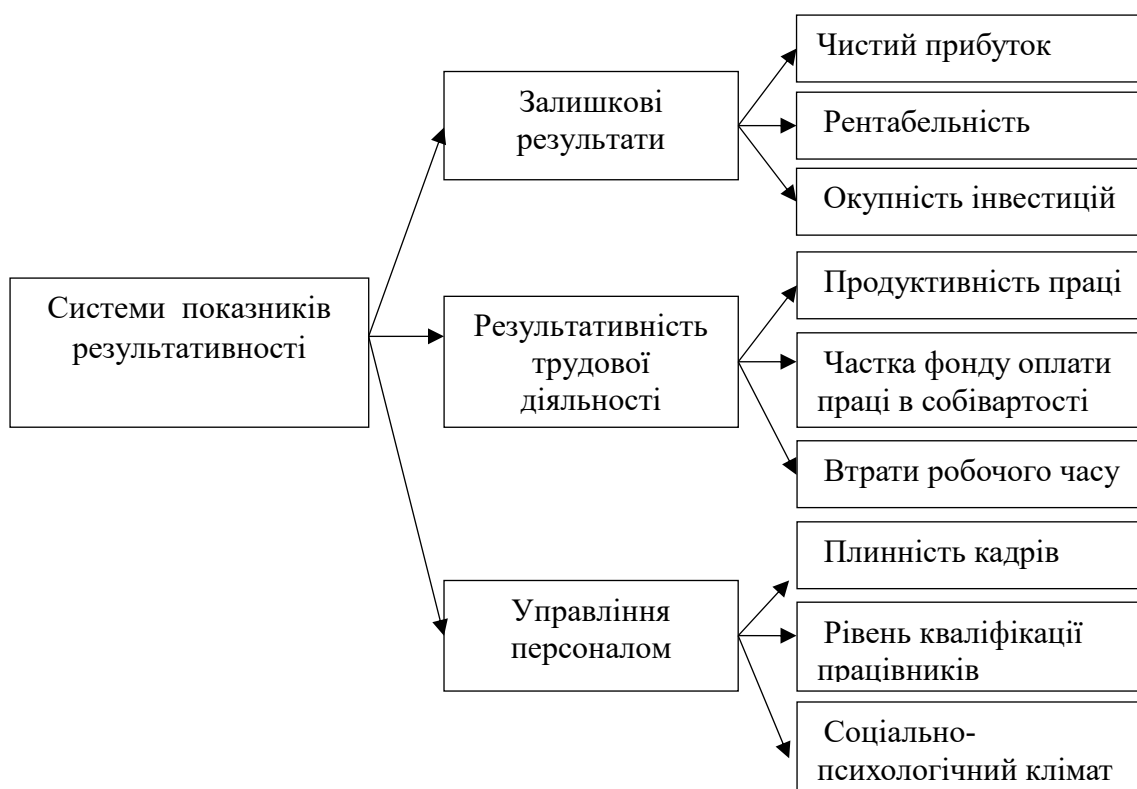 Системи показників
результативності
Залишкові
результати
Чистий прибуток
Рентабельність
Окупність інвестицій
Результативність
трудової
діяльності
Продуктивність праці
Частка фонду оплати
праці в собівартості
Втрати робочого часу
Управління
персоналом
Плинність кадрів
Рівень кваліфікації
працівників
Соціально-
психологічний клімат